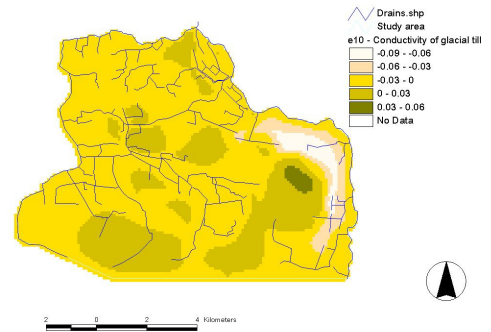 Drains.shp
Study area
e10 - Conductivity of glacial till
-0.09 - -0.06
-0.06 - -0.03
-0.03 - 0
0 - 0.03
0.03 - 0.06
No Data
2 0 2 4 Kilometers